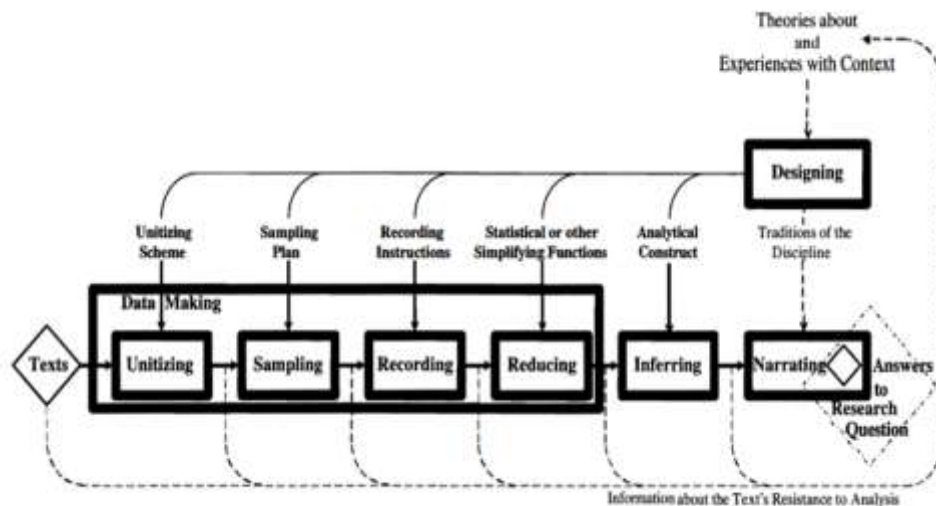 Theories about
and
Experiences with Context
Designing
Unitizing
Scheme
Sampling
Plan
Recording
Instructions
Statistical or other
Simplifying Functions
Analytical
Construct
Traditions of the
Discipline
Data Making
Texts
Unitizing
Sampling
Recording
Reducing
Inferring
Narrating
Answers
to
Research
Question
Information about the Text's Resistance to Analysis